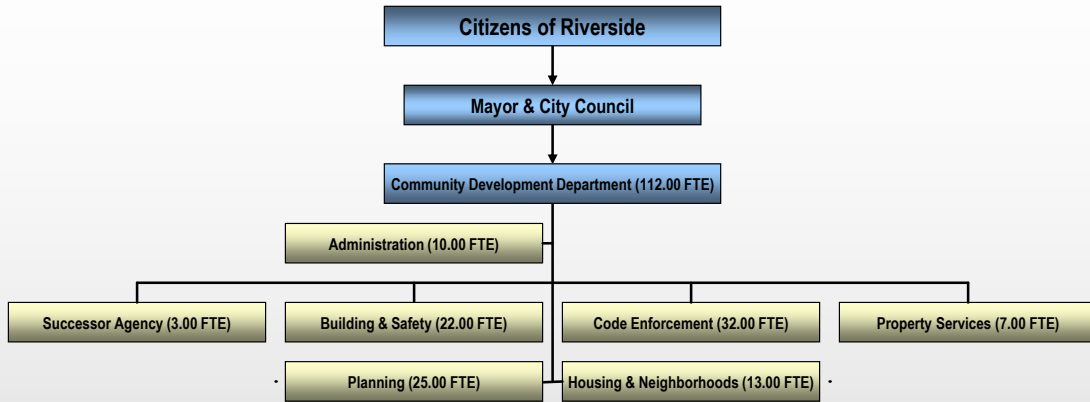 Citizens of Riverside
Mayor & City Council
Community Development Department (112.00 FTE)
Administration (10.00 FTE)
Successor Agency (3.00 FTE)
Building & Safety (22.00 FTE)
Code Enforcement (32.00 FTE)
Property Services (7.00 FTE)
Planning (25.00 FTE)
Housing & Neighborhoods (13.00 FTE)